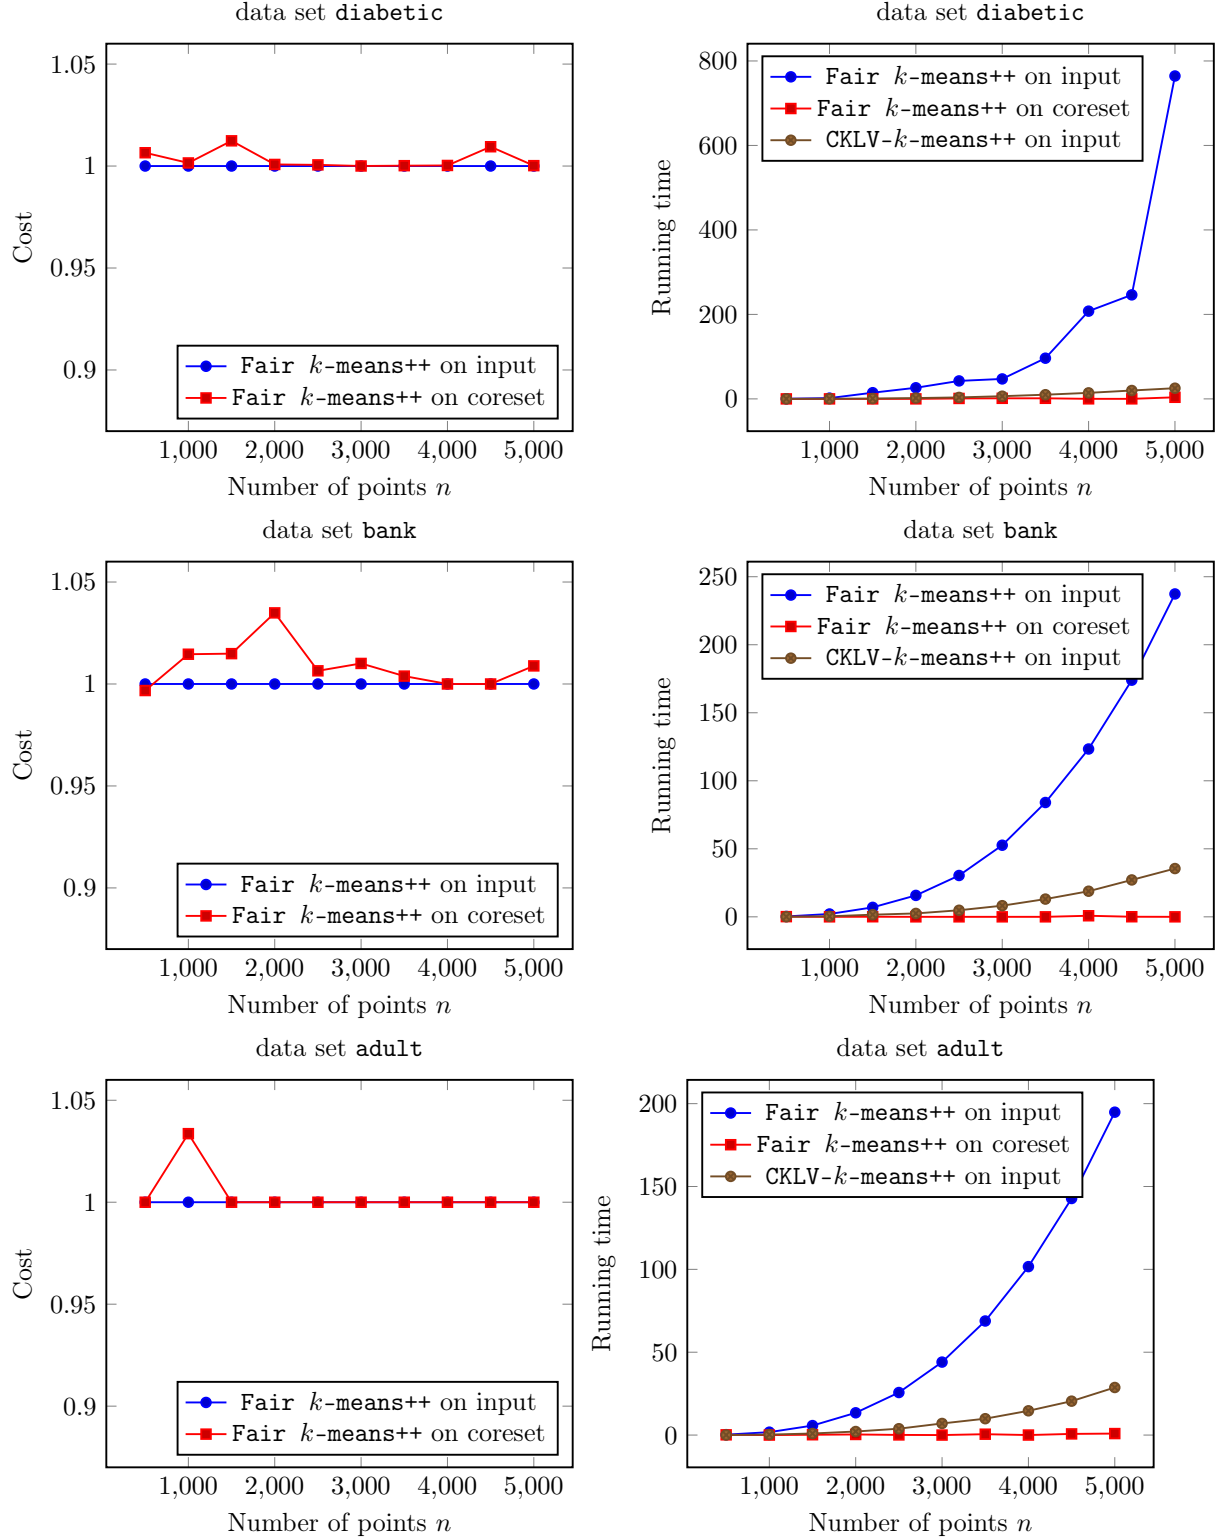 data set diabetic
1.05
1
0.95
0.9
Cost
Fair k-means++ on input
Fair k-means++ on coreset
1,000 2,000 3,000 4,000 5,000
Number of points n
data set diabetic
800
600
400
200
0
Running time
Fair k-means++ on input
Fair k-means++ on coreset
CKLV-k-means++ on input
1,000 2,000 3,000 4,000 5,000
Number of points n
data set bank
1.05
1
0.95
0.9
Cost
Fair k-means++ on input
Fair k-means++ on coreset
1,000 2,000 3,000 4,000 5,000
Number of points n
data set bank
250
200
150
100
50
0
Running time
Fair k-means++ on input
Fair k-means++ on coreset
CKLV-k-means++ on input
1,000 2,000 3,000 4,000 5,000
Number of points n
data set adult
1.05
1
0.95
0.9
Cost
Fair k-means++ on input
Fair k-means++ on coreset
1,000 2,000 3,000 4,000 5,000
Number of points n
data set adult
200
150
100
50
0
Running time
Fair k-means++ on input
Fair k-means++ on coreset
CKLV-k-means++ on input
1,000 2,000 3,000 4,000 5,000
Number of points n